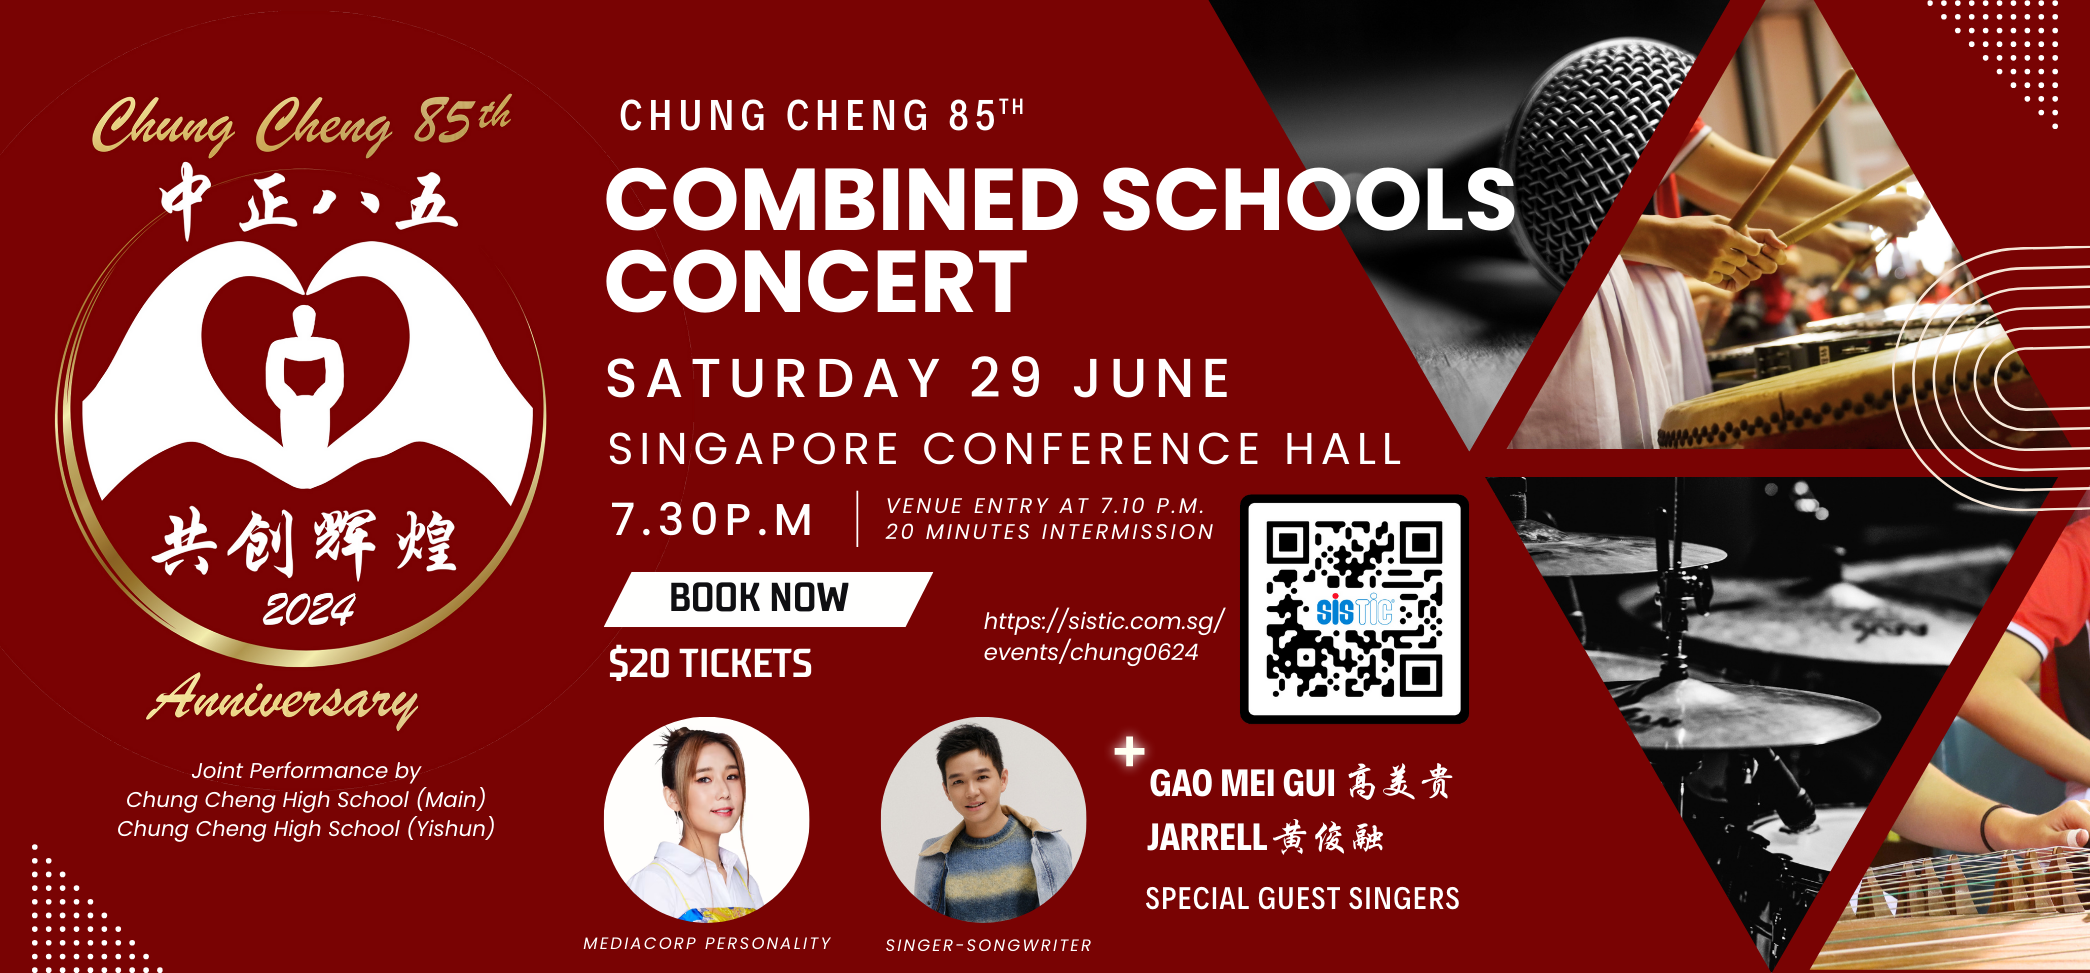 Chung Cheng 85th
中正八五
共创辉煌
2024
Anniversary
Joint Performance by
Chung Cheng High School (Main)
Chung Cheng High School (Yishun)
CHUNG CHENG 85TH
COMBINED SCHOOLS
CONCERT
SATURDAY 29 JUNE
SINGAPORE CONFERENCE HALL
7.30P.M
VENUE ENTRY AT 7.10 P.M.
20 MINUTES INTERMISSION
BOOK NOW
$20 TICKETS
https://sistic.com.sg/
events/chung0624
sistic
MEDIACORP PERSONALITY
SINGER-SONGWRITER
+
GAO MEI GUI 高美贵
JARRELL 黄俊融
SPECIAL GUEST SINGERS